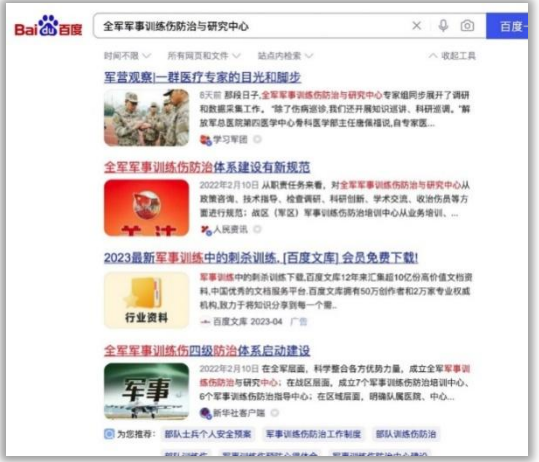 Bai du 百度
全军军事训练伤防治与研究中心
百度一
时间不限 所有网页和文件 站点内检索 收起工具
军营观察|一群医疗专家的目光和脚步
8天前 那段日子,全军军事训练伤防治与研究中心专家组同步展开了调研
和数据采集工作。 "除了伤病巡诊,我们还开展知识巡讲、科研巡调。"解
放军总医院第四医学中心骨科医学部主任唐佩福说,自专家医...
学习军团
全军军事训练伤防治体系建设有新规范
2022年2月10日 从职责任务来看，对全军军事训练伤防治与研究中心从
政策咨询、技术指导、检查调研、科研创新、学术交流、收治伤员等方
面进行规范；战区（军区）军事训练伤防治培训中心从业务培训、...
人民资讯
2023最新军事训练中的刺杀训练. [百度文库] 会员免费下载!
军事训练中的刺杀训练下载,百度文库12年来汇集超10亿份高价值文档资
料,中国优秀的文档服务平台.百度文库拥有50万创作者和2万家专业权威
机构,致力于将知识分享到每一个需..
行业资料
百度文库 2023-04 广告
全军军事训练伤四级防治体系启动建设
2022年2月10日 在全军层面，科学整合各方优势力量，成立全军军事训
练伤防治与研究中心；在战区层面，成立7个军事训练伤防治培训中心、
6个军事训练伤防治指导中心；在区域层面，明确队属医院、中心...
军事
新华社客户端
为您推荐： 部队士兵个人安全预案 军事训练伤防治工作制度 部队训练伤防治